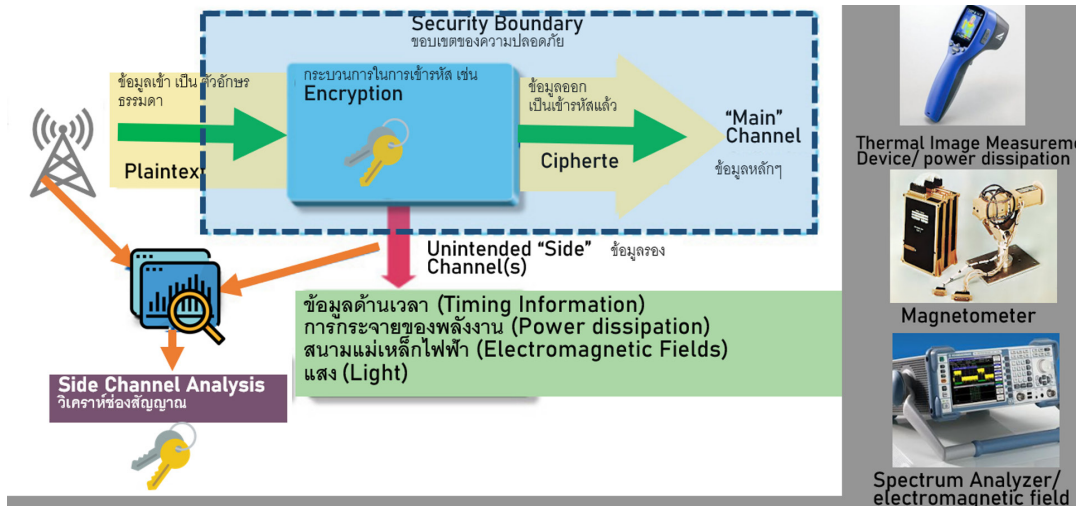 Security Boundary
ขอบเขตของความปลอดภัย
ข้อมูลเข้า เป็น ตัวอักษร
ธรรมดา
Plaintext
กระบวนการในการเข้ารหัส เช่น
Encryption
ข้อมูลออก
เป็นเข้ารหัสแล้ว
Cipherte
“Main”
Channel
ข้อมูลหลักๆ
Unintended “Side”
Channel(s)
ข้อมูลรอง
ข้อมูลด้านเวลา (Timing Information)
การกระจายของพลังงาน (Power dissipation)
สนามแม่เหล็กไฟฟ้า (Electromagnetic Fields)
แสง (Light)
Side Channel Analysis
วิเคราห์ช่องสัญญาณ
Thermal Image Measureme
Device/ power dissipation
Magnetometer
Spectrum Analyzer/
electromagnetic field